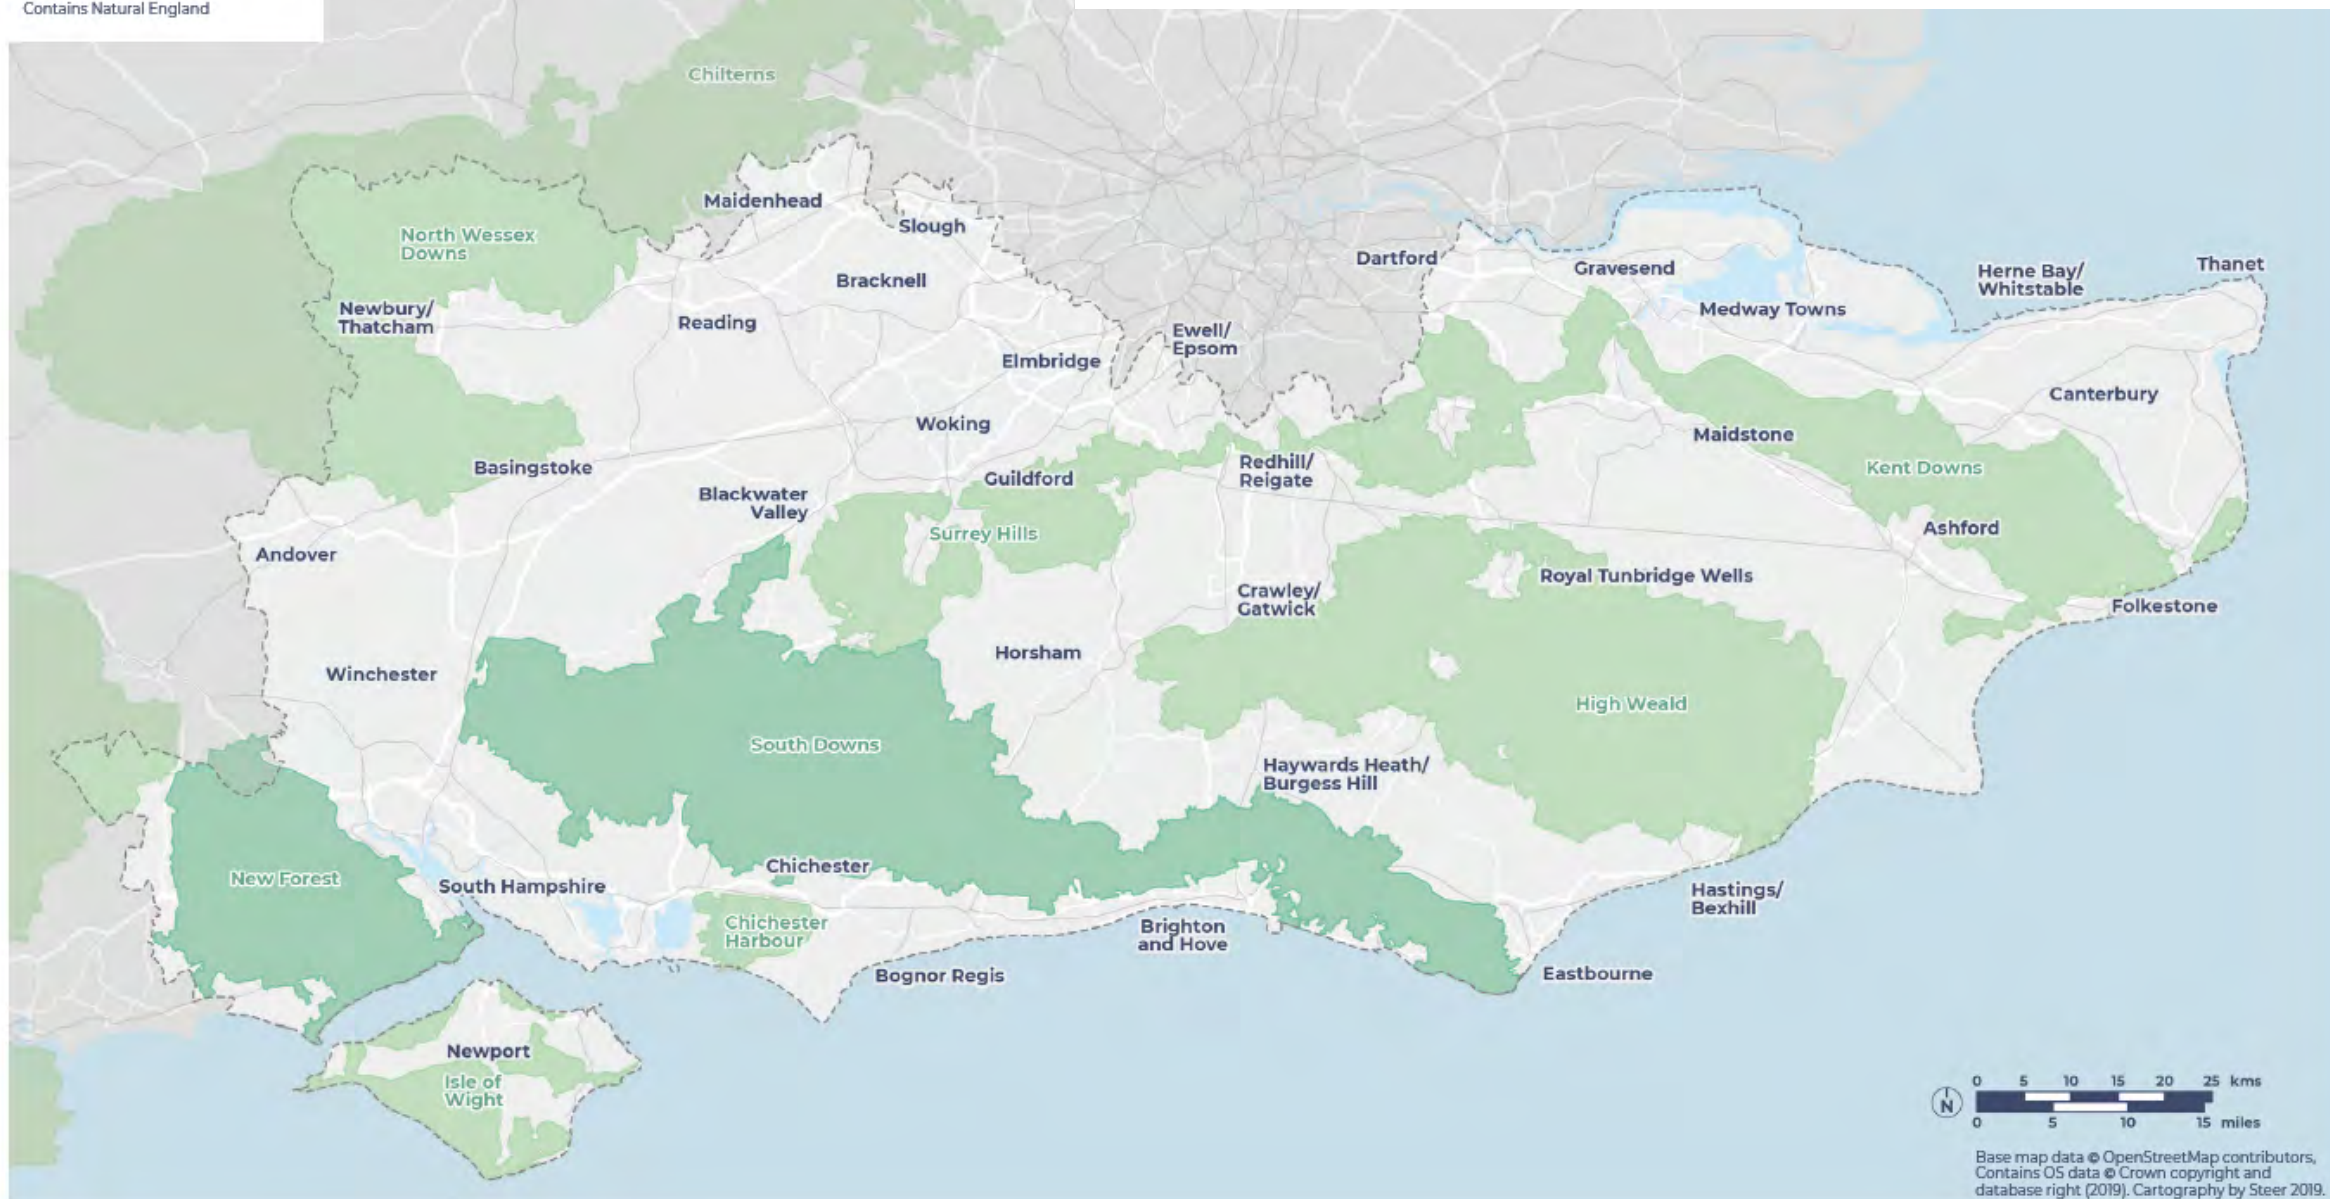 Contains Natural England
Chilterns
Maidenhead
Slough
North Wessex
Downs
Bracknell
Dartford
Gravesend
Herne Bay/
Whitstable
Thanet
Newbury/
Thatcham
Reading
Medway Towns
Ewell/
Epsom
Elmbridge
Canterbury
Woking
Maidstone
Basingstoke
Guildford
Redhill/
Reigate
Kent Downs
Blackwater
Valley
Surrey Hills
Ashford
Andover
Royal Tunbridge Wells
Crawley/
Gatwick
Folkestone
Winchester
Horsham
High Weald
South Downs
Haywards Heath/
Burgess Hill
New Forest
South Hampshire
Chichester
Hastings/
Bexhill
Chichester
Harbour
Brighton
and Hove
Bognor Regis
Eastbourne
Newport
Isle of
Wight
0 5 10 15 20 25 kms
N
0 5 10 15 miles
Base map data © OpenStreetMap contributors,
Contains OS data © Crown copyright and
database right (2019). Cartography by Steer 2019.